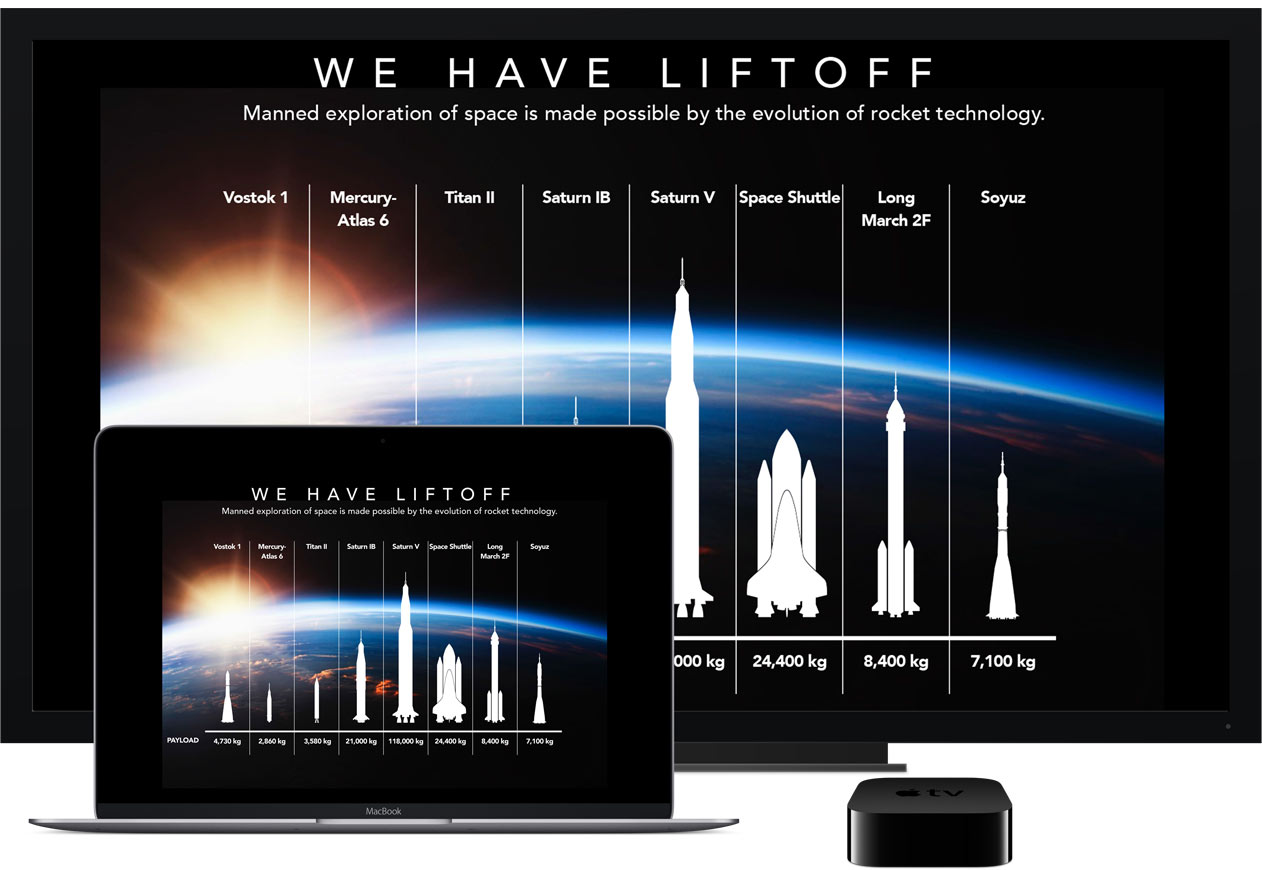 WE HAVE LIFTOFF
Manned exploration of space is made possible by the evolution of rocket technology.
Vostok 1 Mercury- Titan II Saturn IB Saturn V Space Shuttle Long Soyuz
Atlas 6 March 2F
000 kg 24,400 kg 8,400 kg 7,100 kg
WE HAVE LIFTOFF
Manned exploration of space is made possible by the evolution of rocket technology.
Vostok 1 Mercury- Titan II Saturn IB Saturn V Space Shuttle Long Soyuz
Atlas 6 March 2F
PAYLOAD 4,730 kg 2,860 kg 3,580 kg 21,000 kg 118,000 kg 24,400 kg 8,400 kg 7,100 kg
MacBook
tv